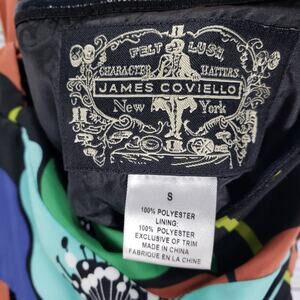 FELT LUSH
CHARACTER HATTERS
JAMES COVIELLO
New York
S
100% POLYESTER
LINING:
100% POLYESTER
EXCLUSIVE OF TRIM
MADE IN CHINA
FABRIQUE EN LA CHINE